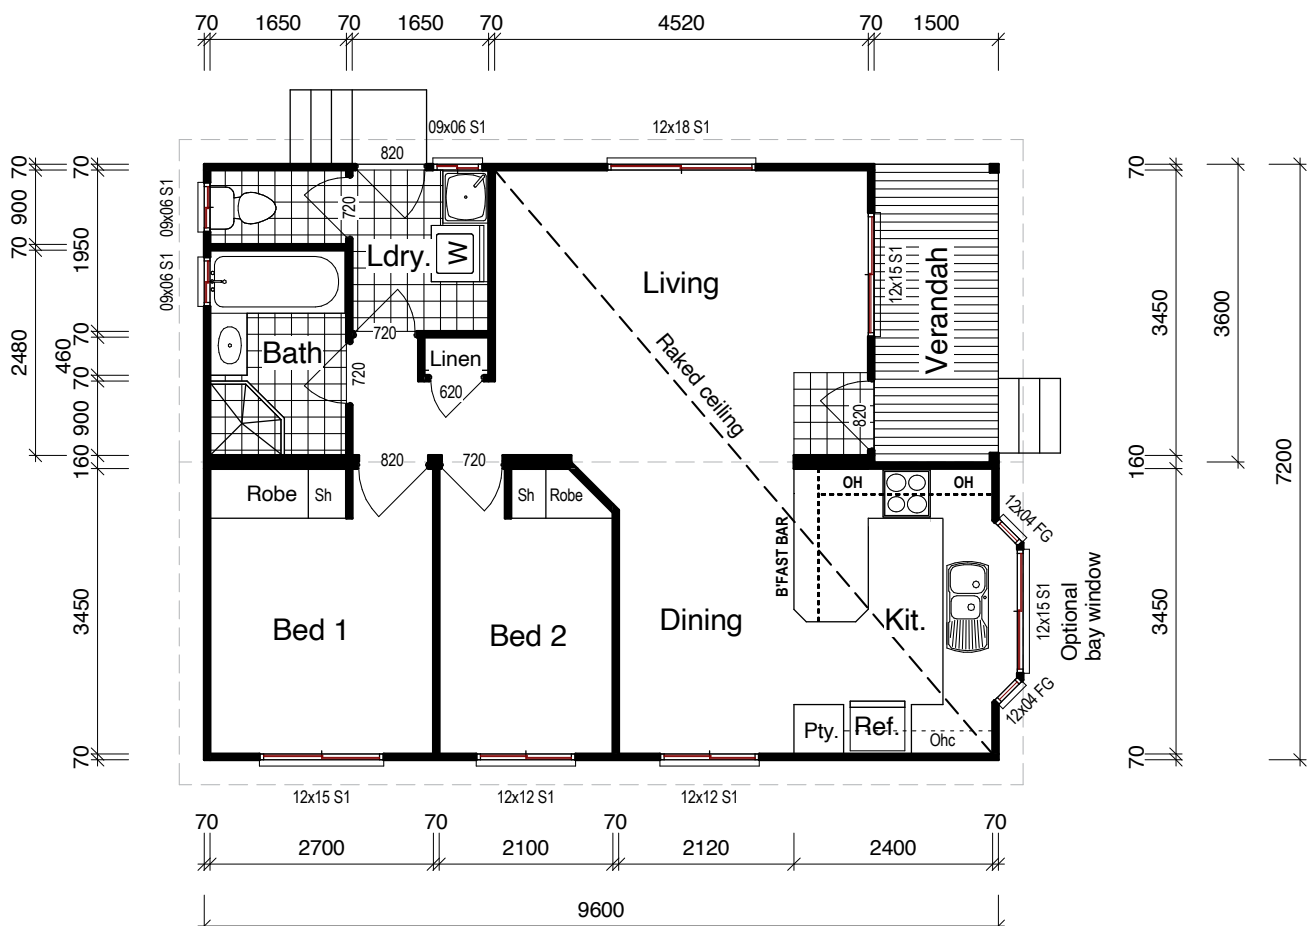 70 1650 70 1650 70 4520 70 1500
09x06 S1
12x18 S1
820
70
900
70
2480
70
1950
70
460
70
900
160
3450
70
09x06 S1
09x06 S1
720
Ldry.
W
Living
12x15 S1
Verandah
70
3450
160
3450
70
3600
7200
Bath
720
720
Linen
620
Raked ceiling
820
820
720
Robe
Sh
Sh
Robe
OH
OH
B'FAST BAR
12x04 FG
12x15 S1
Optional
bay window
12x04 FG
Bed 1
Bed 2
Dining
Kit.
Pty.
Ref.
Ohc
12x15 S1
12x12 S1
12x12 S1
70 2700 70 2100 70 2120 2400 70
9600